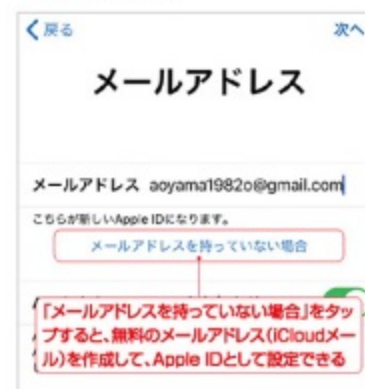 戻る
次へ
メールアドレス
メールアドレス aoyama1982o@gmail.com
こちらが新しいApple IDになります。
メールアドレスを持っていない場合
「メールアドレスを持っていない場合」をタッ
プすると、無料のメールアドレス（iCloudメー
ル）を作成して、Apple IDとして設定できる